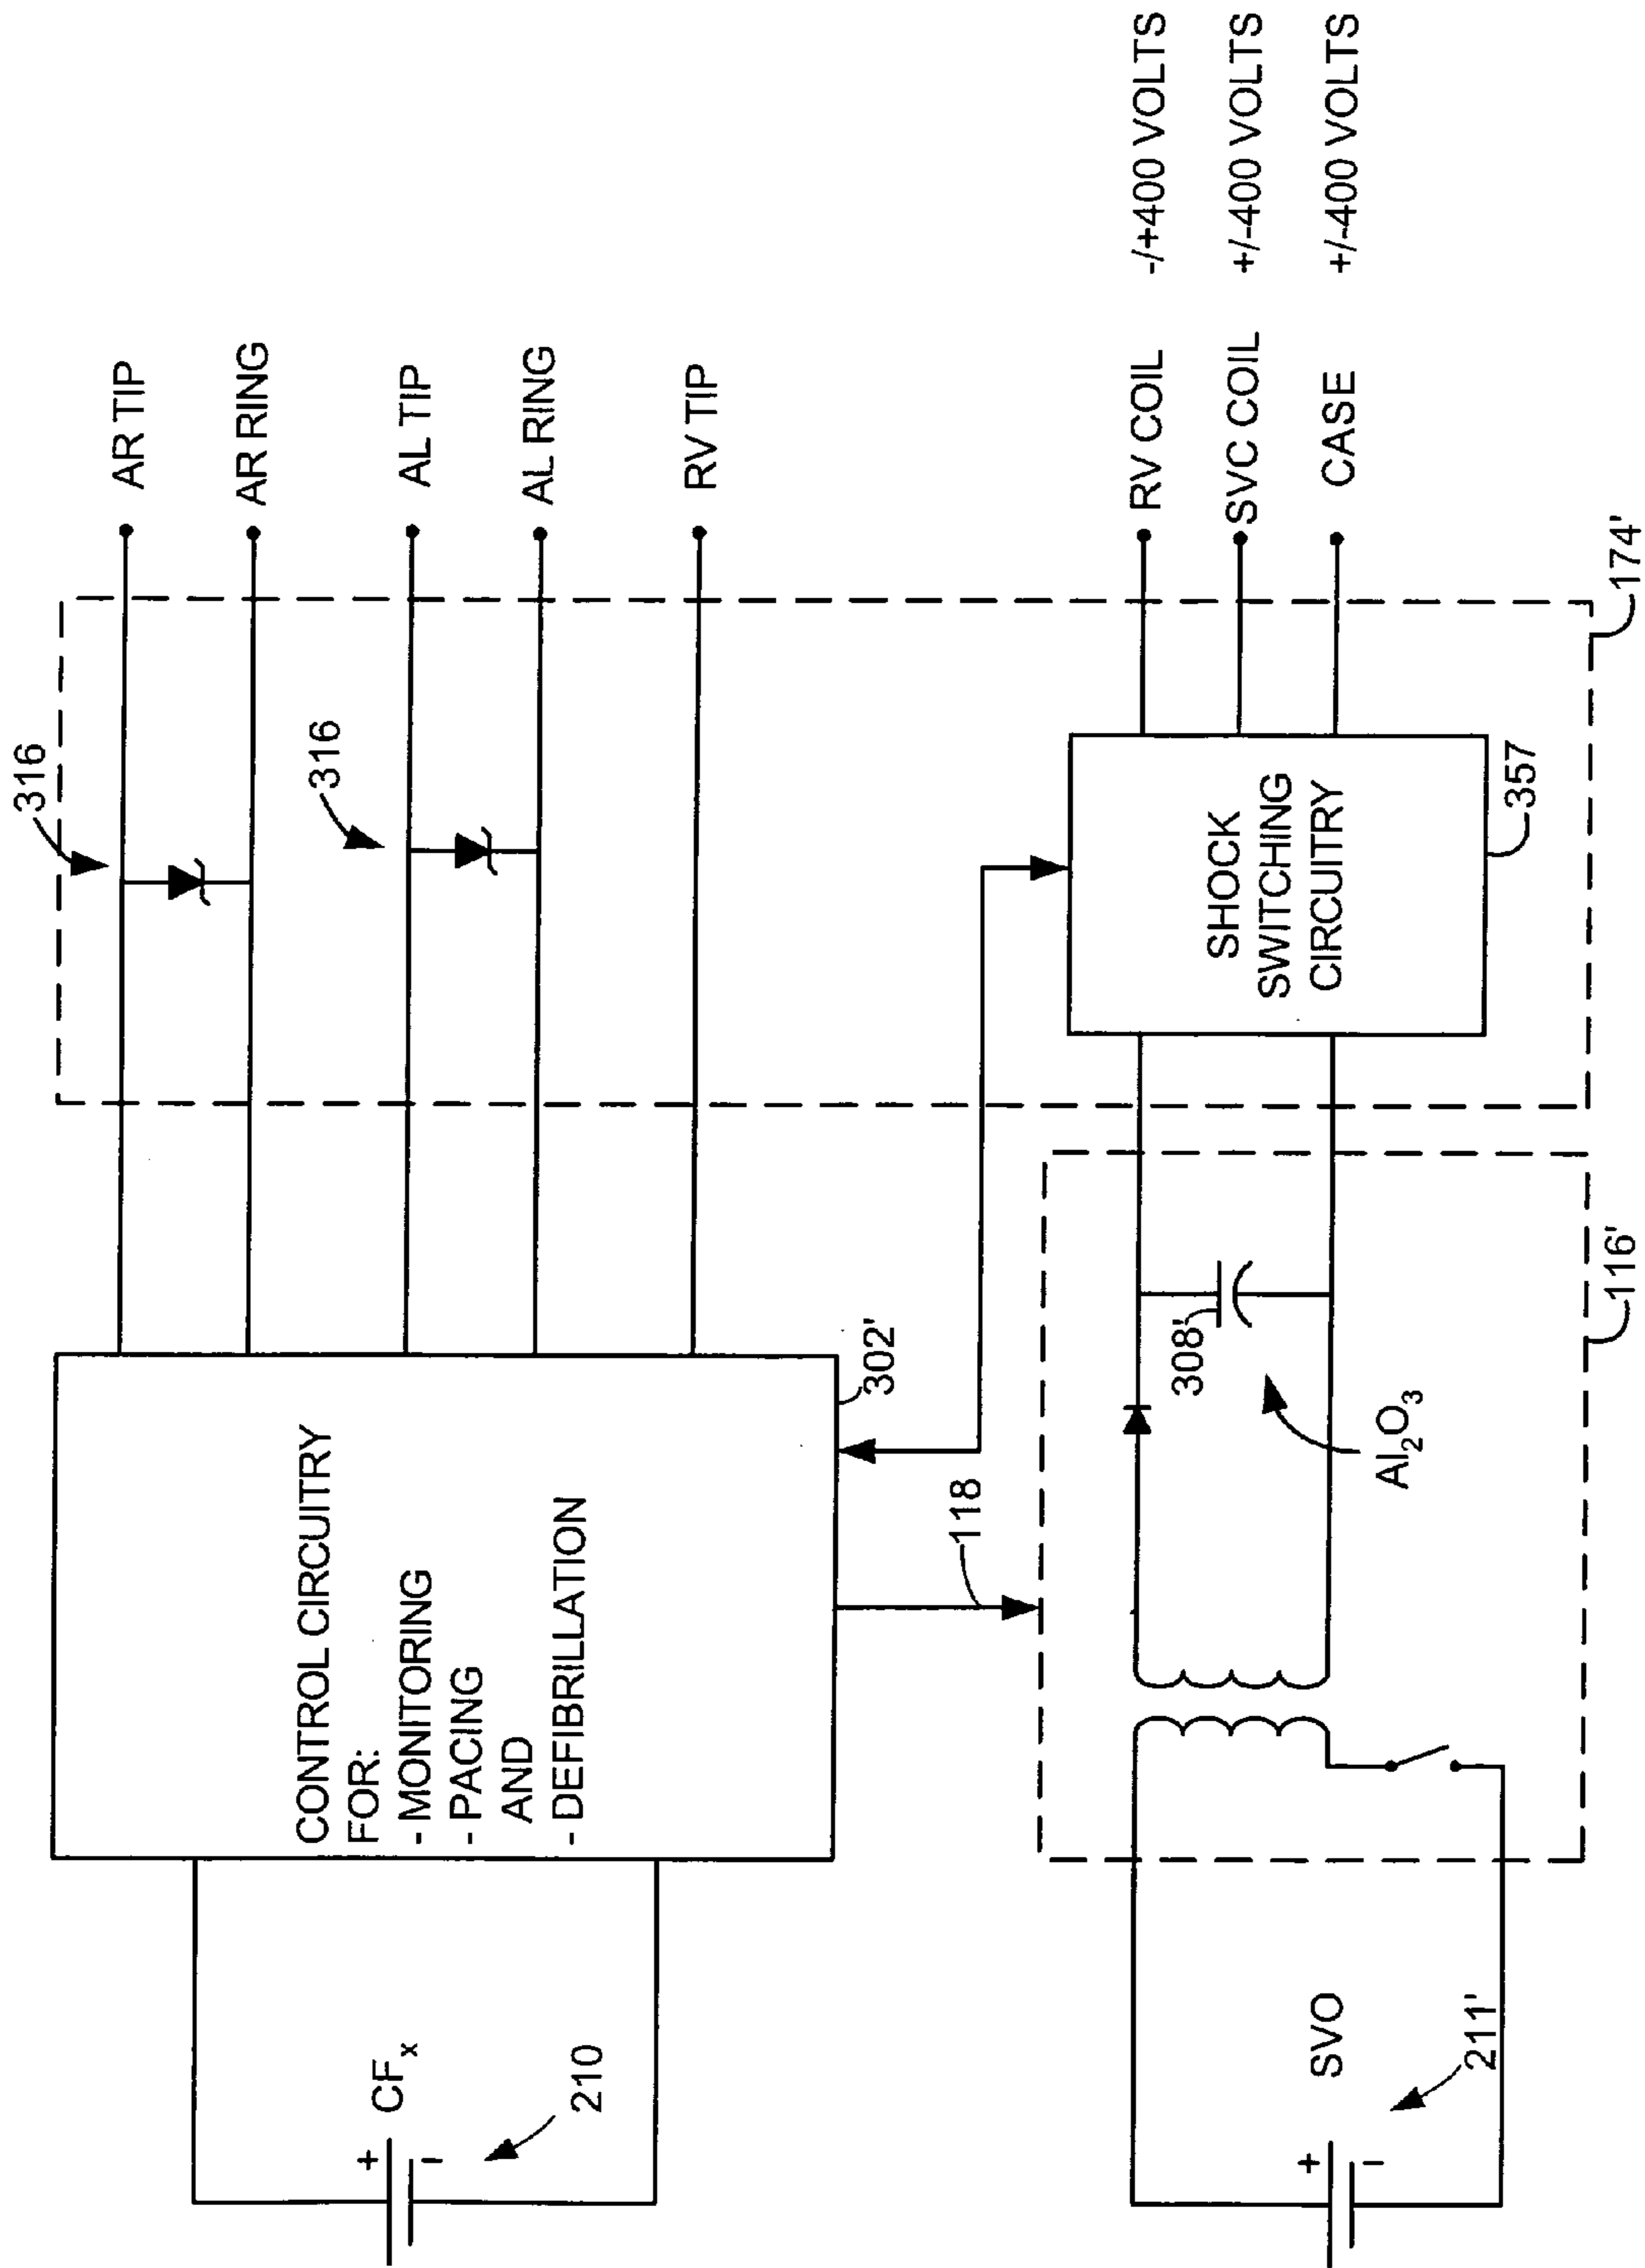 316
AR TIP
AR RING
316
AL TIP
AL RING
RV TIP
CONTROL CIRCUITRY
FOR:
- MONITORING
- PACING
AND
- DEFIBRILLATION
302'
CFₓ
+
-
210
118
SHOCK
SWITCHING
CIRCUITRY
357
RV COIL -/+400 VOLTS
SVC COIL +/-400 VOLTS
CASE +/-400 VOLTS
174'
308'
Al₂O₃
116'
SVO
+
-
211'